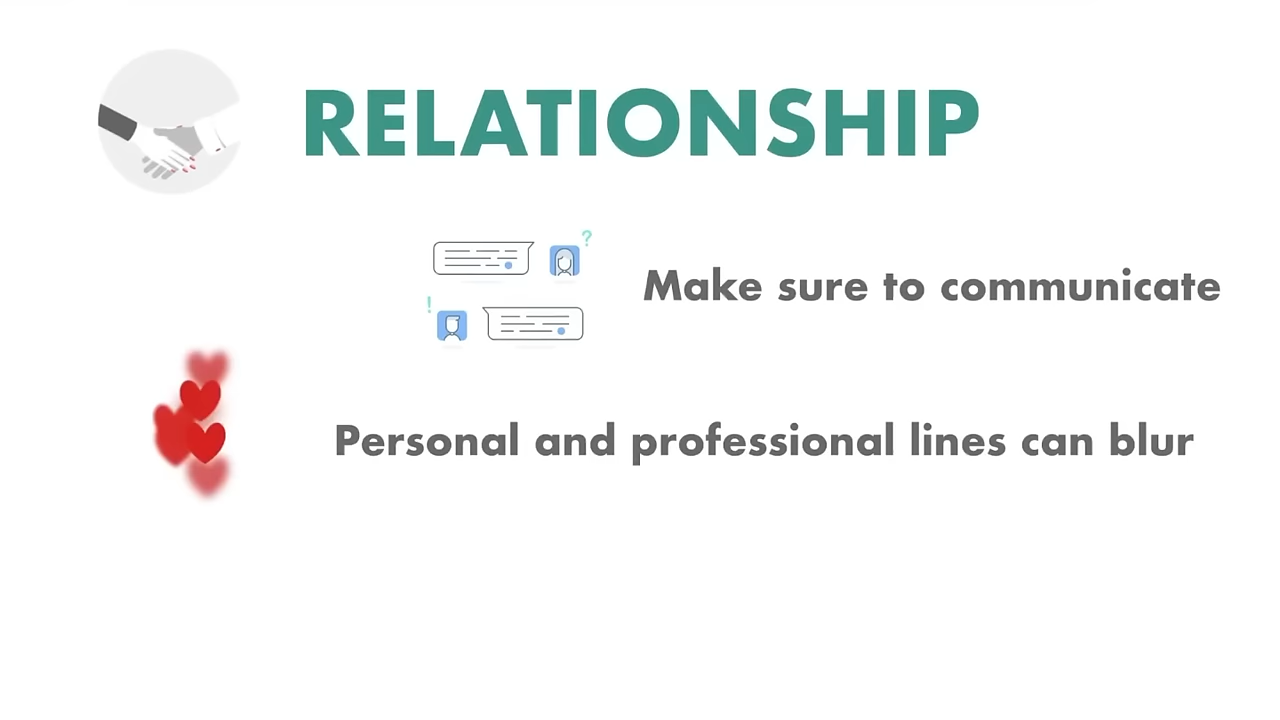 RELATIONSHIP
?
Make sure to communicate
!
Personal and professional lines can blur